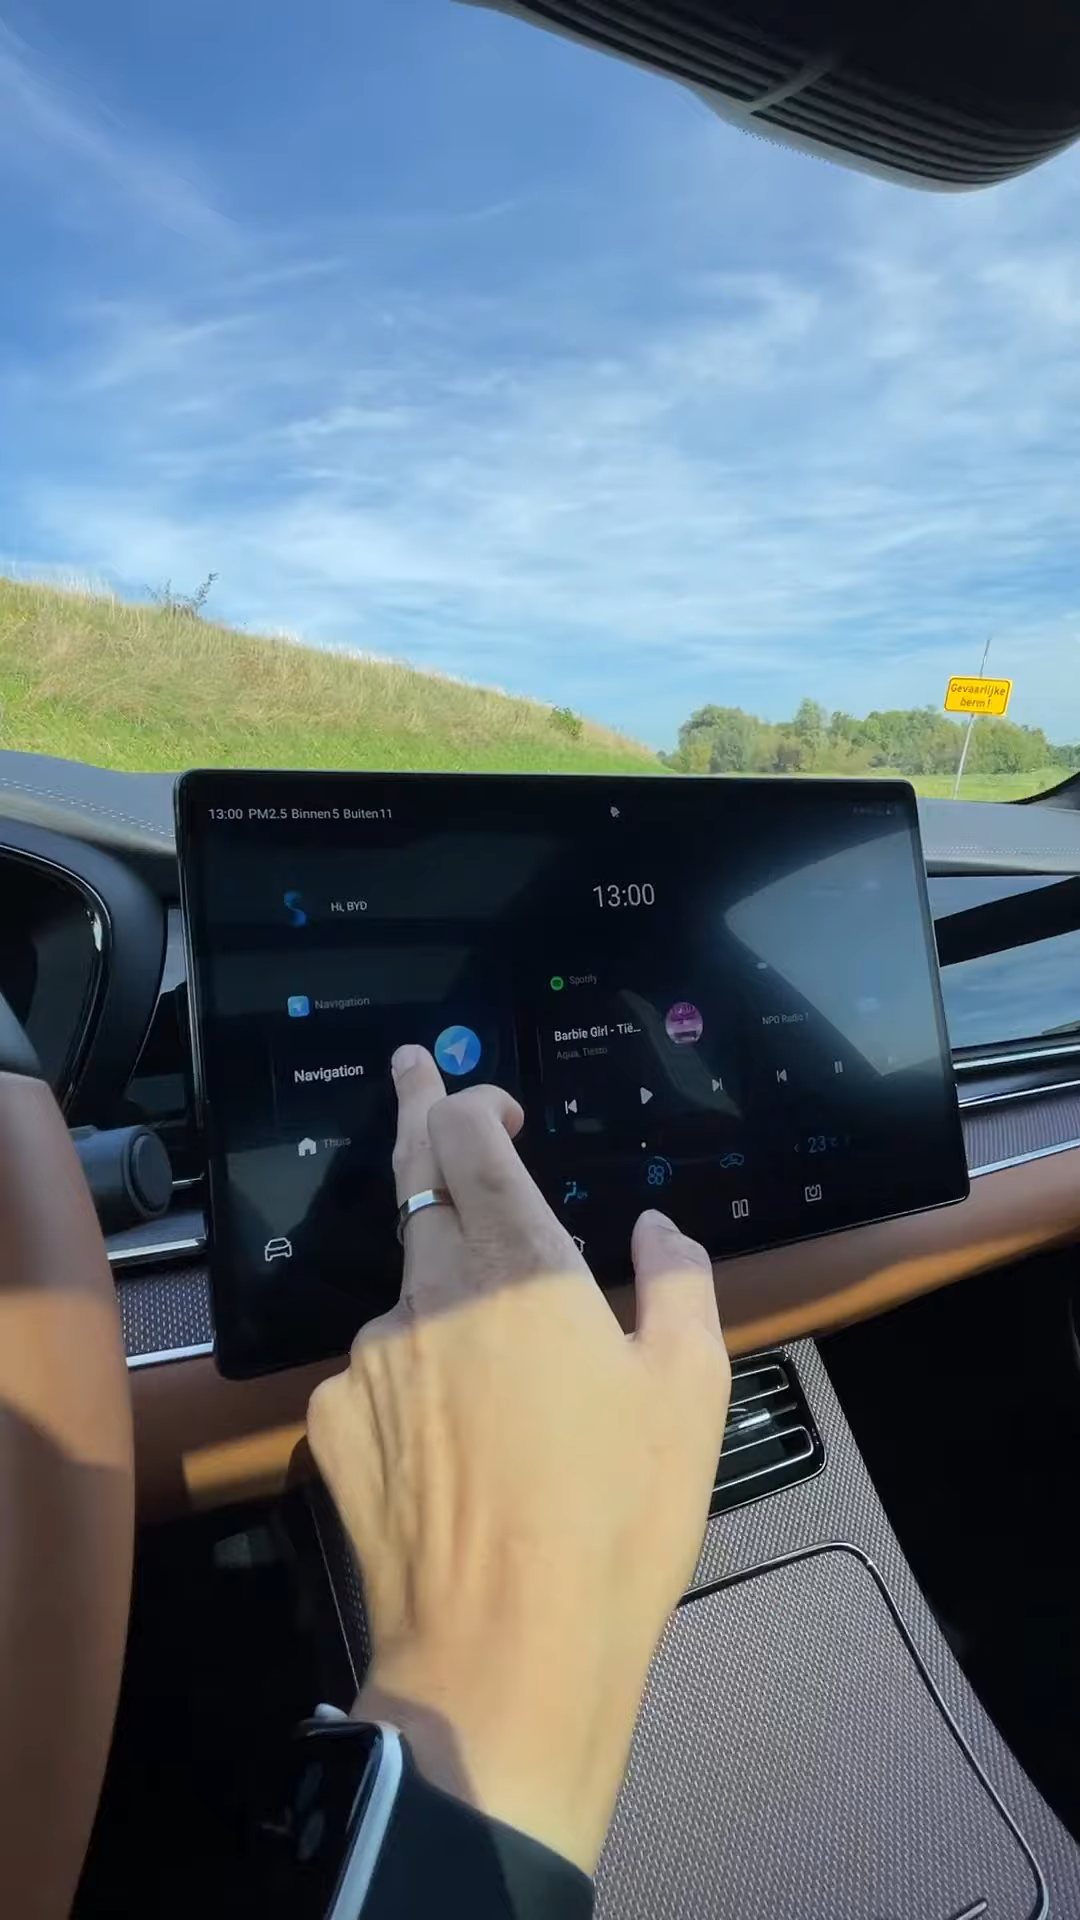 Gevaarlijke
berm!
13:00 PM2.5 Binnen5 Buiten11
13:00
Hi, BYD
Spotify
Navigation
Barbie Girl - Tië...
Aqua, Tiësto
NPO Radio 1
Navigation
Thuis
23°C